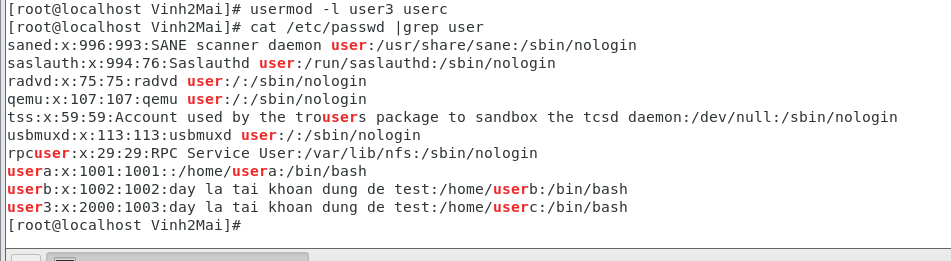 [root@localhost Vinh2Mai]# usermod -l user3 userc
[root@localhost Vinh2Mai]# cat /etc/passwd |grep user
saned:x:996:993:SANE scanner daemon user:/usr/share/sane:/sbin/nologin
saslauth:x:994:76:Saslauthd user:/run/saslauthd:/sbin/nologin
radvd:x:75:75:radvd user:/:/sbin/nologin
qemu:x:107:107:qemu user:/:/sbin/nologin
tss:x:59:59:Account used by the trousers package to sandbox the tcsd daemon:/dev/null:/sbin/nologin
usbmuxd:x:113:113:usbmuxd user:/:/sbin/nologin
rpcuser:x:29:29:RPC Service User:/var/lib/nfs:/sbin/nologin
usera:x:1001:1001::/home/usera:/bin/bash
userb:x:1002:1002:day la tai khoan dung de test:/home/userb:/bin/bash
user3:x:2000:1003:day la tai khoan dung de test:/home/userc:/bin/bash
[root@localhost Vinh2Mai]#